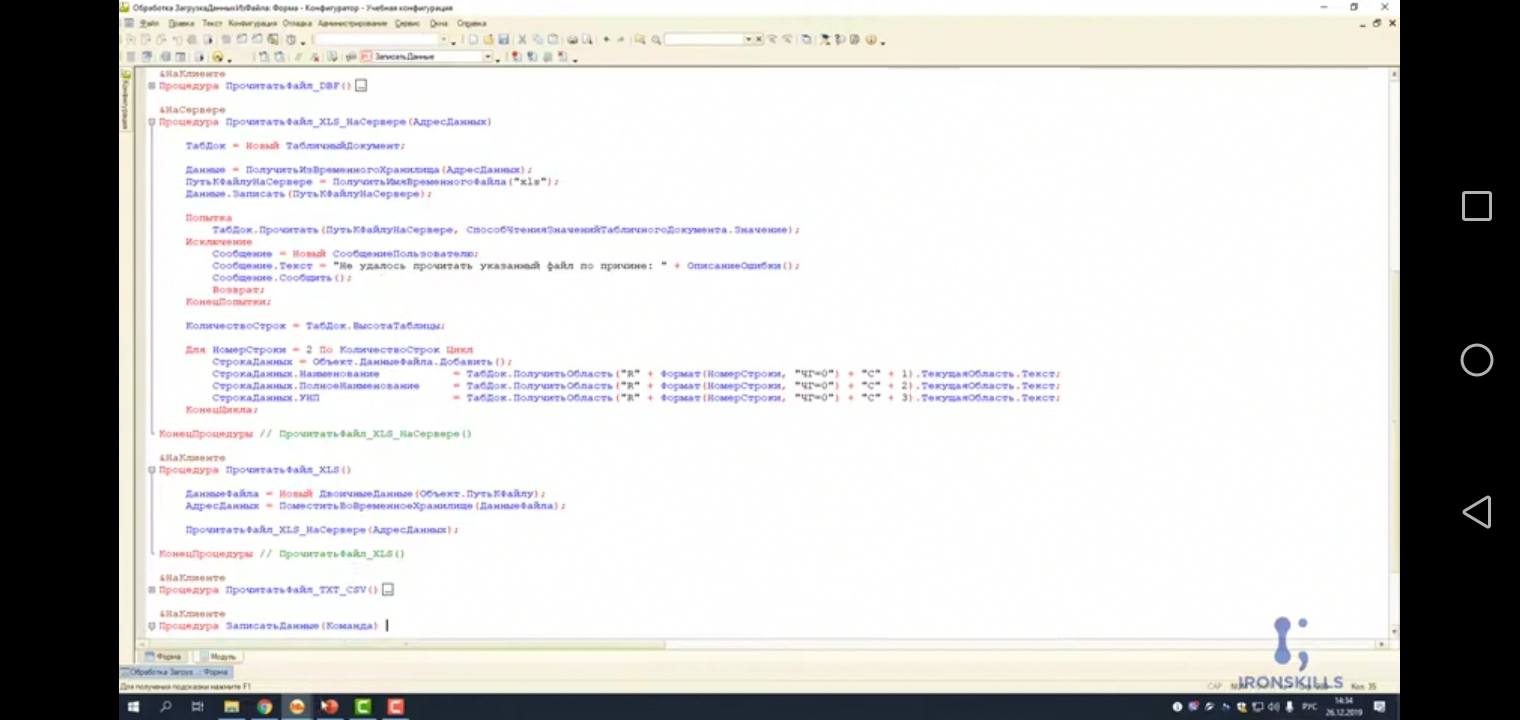 Обработка ЗагрузкаДанныхИзФайла: Форма - Конфигуратор - Учебная конфигурация
Файл Правка Текст Конфигурация Отладка Администрирование Сервис Окна Справка
ЗаписатьДанные
&НаКлиенте
Процедура ПрочитатьФайл_DBF() ...
&НаСервере
Процедура ПрочитатьФайл_XLS_НаСервере(АдресДанных)
ТабДок = Новый ТабличныйДокумент;
Данные = ПолучитьИзВременногоХранилища(АдресДанных);
ПутьКФайлуНаСервере = ПолучитьИмяВременногоФайла("xls");
Данные.Записать(ПутьКФайлуНаСервере);
Попытка
ТабДок.Прочитать(ПутьКФайлуНаСервере, СпособЧтенияЗначенийТабличногоДокумента.Значение);
Исключение
Сообщение = Новый СообщениеПользователю;
Сообщение.Текст = "Не удалось прочитать указанный файл по причине: " + ОписаниеОшибки();
Сообщение.Сообщить();
Возврат;
КонецПопытки;
КоличествоСтрок = ТабДок.ВысотаТаблицы;
Для НомерСтроки = 2 По КоличествоСтрок Цикл
СтрокаДанных = Объект.ДанныеФайла.Добавить();
СтрокаДанных.Наименование = ТабДок.ПолучитьОбласть("R" + Формат(НомерСтроки, "ЧГ=0") + "C" + 1).ТекущаяОбласть.Текст;
СтрокаДанных.ПолноеНаименование = ТабДок.ПолучитьОбласть("R" + Формат(НомерСтроки, "ЧГ=0") + "C" + 2).ТекущаяОбласть.Текст;
СтрокаДанных.УНП = ТабДок.ПолучитьОбласть("R" + Формат(НомерСтроки, "ЧГ=0") + "C" + 3).ТекущаяОбласть.Текст;
КонецЦикла;
КонецПроцедуры // ПрочитатьФайл_XLS_НаСервере()
&НаКлиенте
Процедура ПрочитатьФайл_XLS()
ДанныеФайла = Новый ДвоичныеДанные(Объект.ПутьКФайлу);
АдресДанных = ПоместитьВоВременноеХранилище(ДанныеФайла);
ПрочитатьФайл_XLS_НаСервере(АдресДанных);
КонецПроцедуры // ПрочитатьФайл_XLS()
&НаКлиенте
Процедура ПрочитатьФайл_TXT_CSV() ...
&НаКлиенте
Процедура ЗаписатьДанные(Команда)
Форма Модуль
Обработка Загруз...: Форма
Для получения подсказки нажмите F1
CAP
Кол: 35
IRONSKILLS
РУС
14:34
26.12.2019
Конфигурация